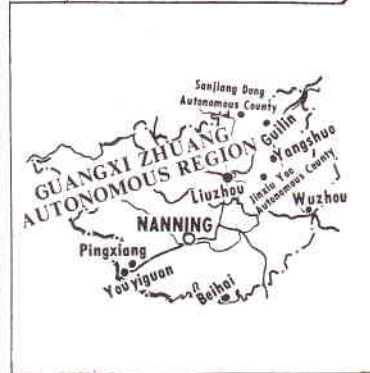 Sanjiang Dong
Autonomous County
Guilin
GUANGXI ZHUANG
AUTONOMOUS REGION
Yangshuo
Liuzhou
Jinxiu Yao
Autonomous County
Wuzhou
NANNING
Pingxiang
Youyiguan
Beihai